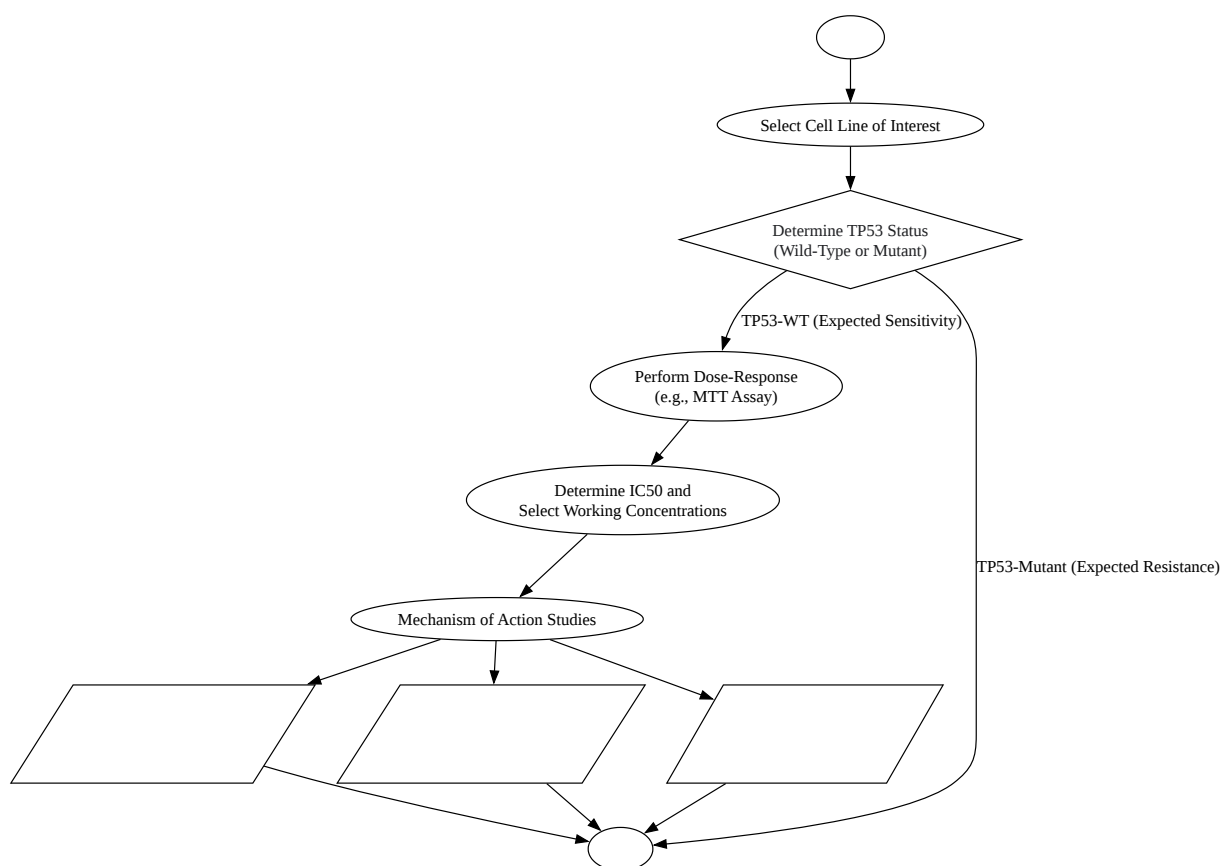 Select Cell Line of Interest
Determine TP53 Status
(Wild-Type or Mutant)
TP53-WT (Expected Sensitivity)
Perform Dose-Response
(e.g., MTT Assay)
Determine IC50 and
Select Working Concentrations
TP53-Mutant (Expected Resistance)
Mechanism of Action Studies